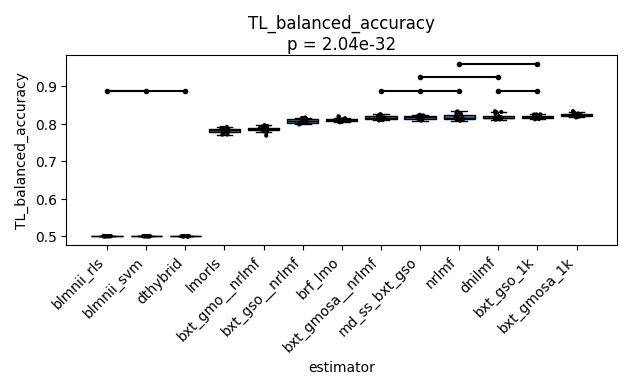 TL_balanced_accuracy
p = 2.04e-32
TL_balanced_accuracy
0.9
0.8
0.7
0.6
0.5
blmnii_rls
blmnii_svm
dthybrid
lmorls
bxt_gmo__nrlmf
bxt_gso__nrlmf
brf_lmo
bxt_gmosa__nrlmf
md_ss_bxt_gso
nrlmf
dnilmf
bxt_gso_1k
bxt_gmosa_1k
estimator